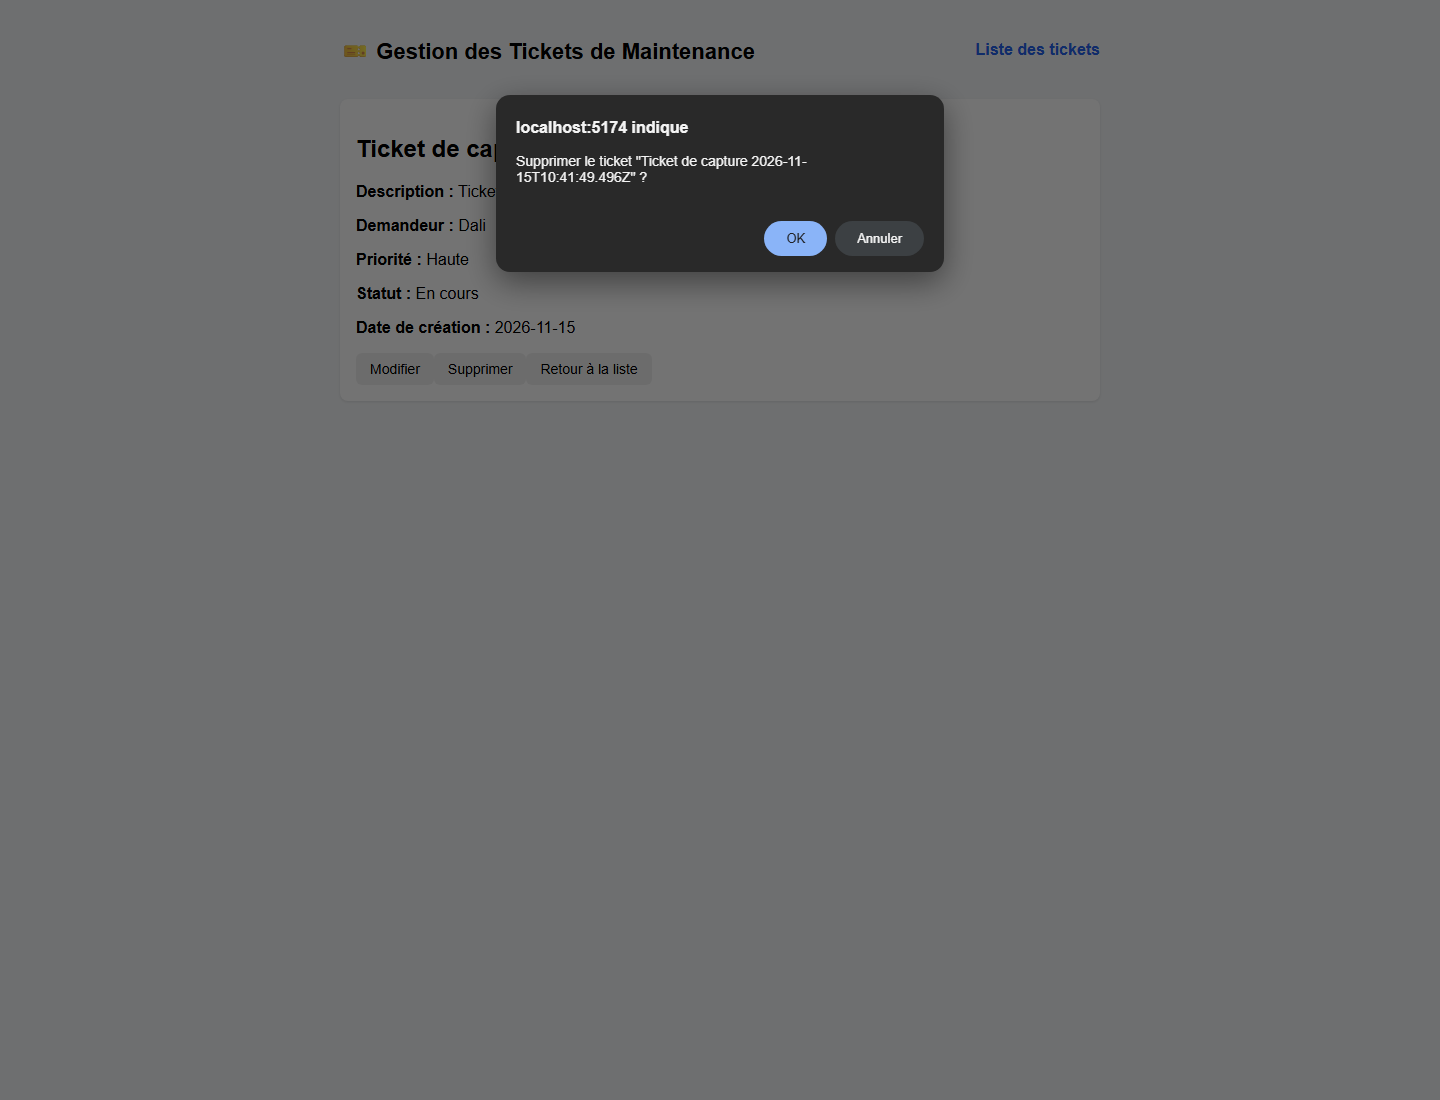 🎫 Gestion des Tickets de Maintenance
Liste des tickets
localhost:5174 indique
Supprimer le ticket "Ticket de capture 2026-11-
15T10:41:49.496Z" ?
OK
Annuler
Ticket de
Description :
Demandeur : Dali
Priorité : Haute
Statut : En cours
Date de création : 2026-11-15
Modifier
Supprimer
Retour à la liste